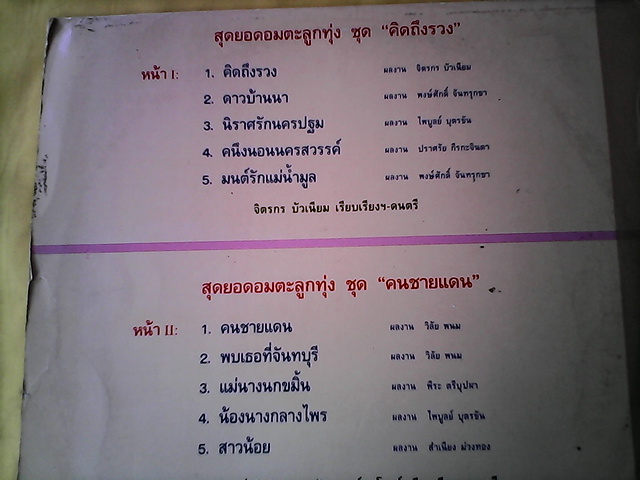 สุดยอดอมตะลูกทุ่ง ชุด “คิดถึงรวง”
หน้า I: 1. คิดถึงรวง ผลงาน จิตรกร บัวเนียม
2. ดาวบ้านนา ผลงาน พงษ์ศักดิ์ จันทรุกขา
3. นิราศรักนครปฐม ผลงาน ไพบูลย์ บุตรขัน
4. คนึงนอนนครสวรรค์ ผลงาน ปราศรัย
5. มนต์รักแม่น้ำมูล ผลงาน พงษ์ศักดิ์ จันทรุกขา
จิตรกร บัวเนียม เรียบเรียงฯ-ดนตรี
สุดยอดอมตะลูกทุ่ง ชุด “คนชายแดน”
หน้า II: 1. คนชายแดน ผลงาน วิลัย พนม
2. พบเธอที่จันทบุรี ผลงาน วิลัย พนม
3. แม่นางนกขมิ้น ผลงาน พีระ ตรีบุปผา
4. น้องนางกลางไพร ผลงาน ไพบูลย์ บุตรขัน
5. สาวน้อย ผลงาน สำเนียง ม่วงทอง